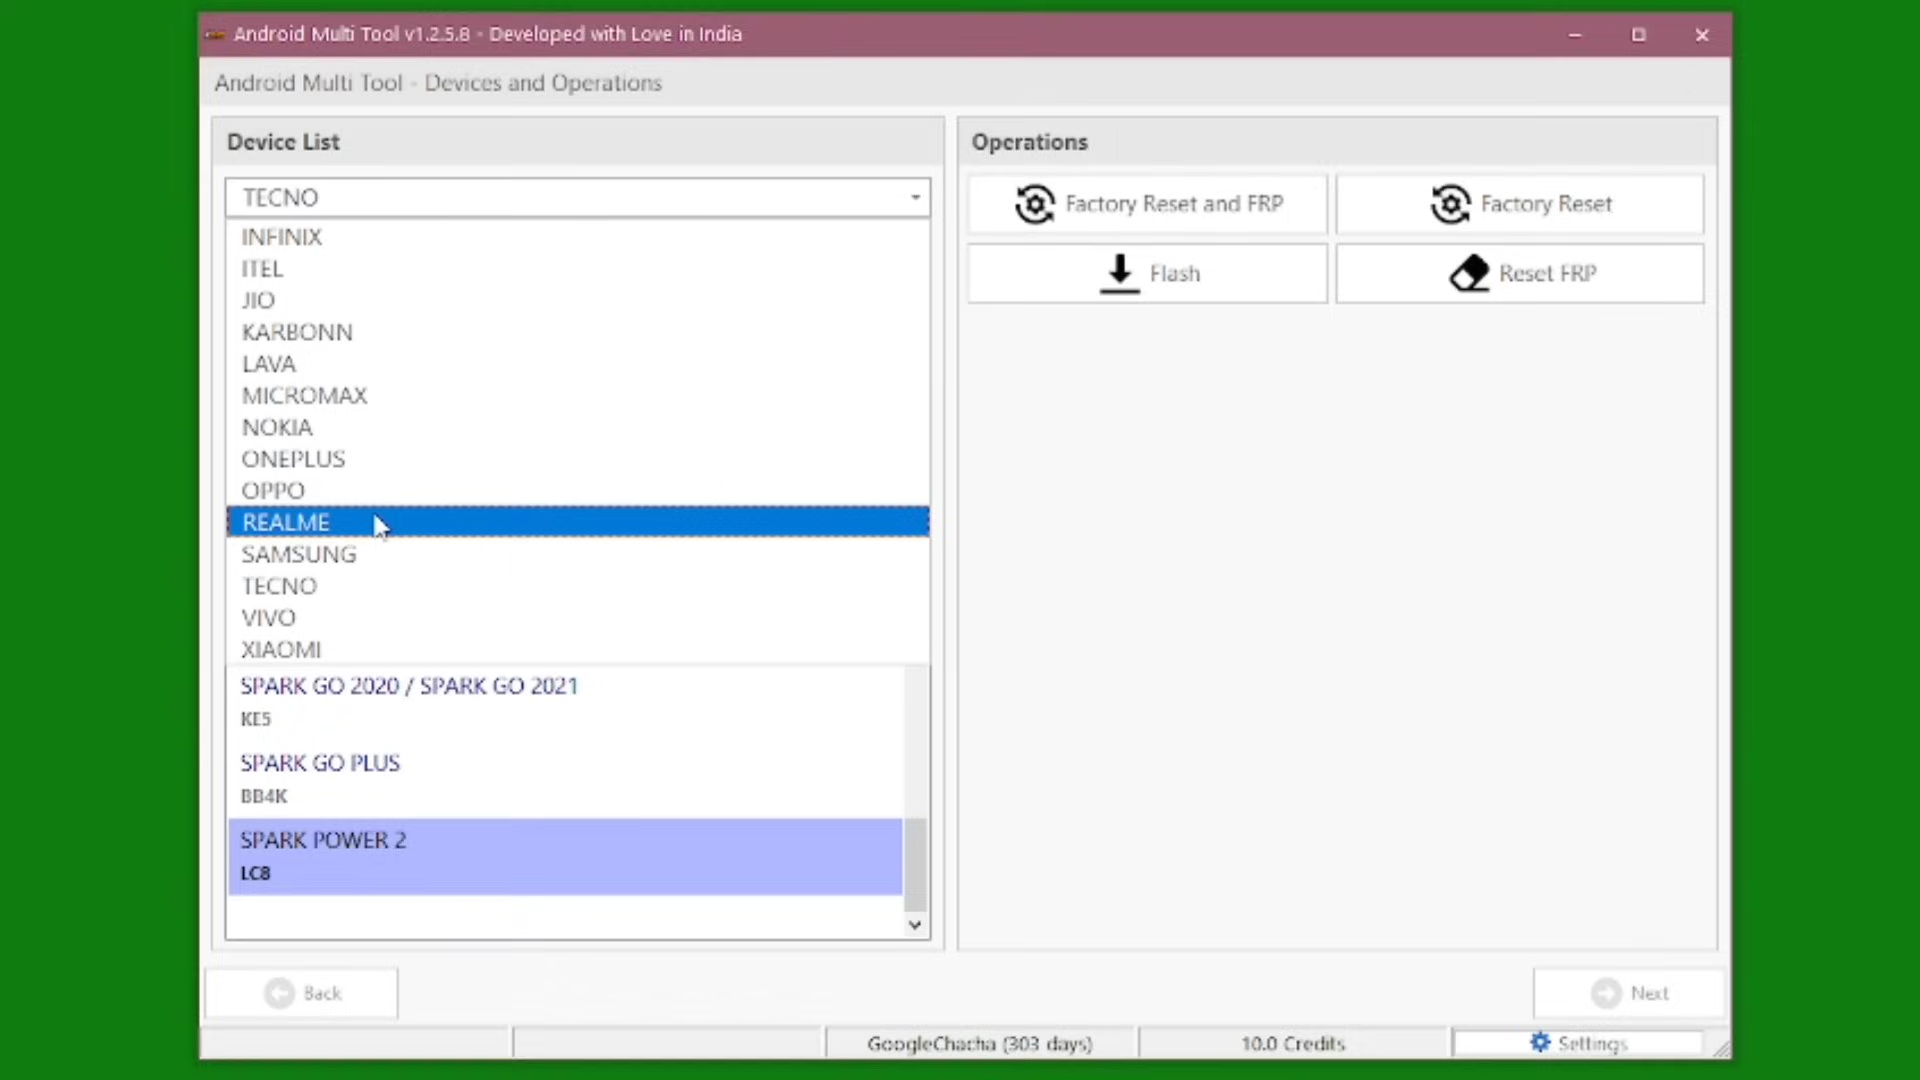 Android Multi Tool v1.2.5.8 - Developed with Love in India
Android Multi Tool - Devices and Operations
Device List
TECNO
INFINIX
ITEL
JIO
KARBONN
LAVA
MICROMAX
NOKIA
ONEPLUS
OPPO
REALME
SAMSUNG
TECNO
VIVO
XIAOMI
SPARK GO 2020 / SPARK GO 2021
KE5
SPARK GO PLUS
BB4K
SPARK POWER 2
LC8
Operations
Factory Reset and FRP
Factory Reset
Flash
Reset FRP
Back
Next
GoogleChacha (303 days)
10.0 Credits
Settings